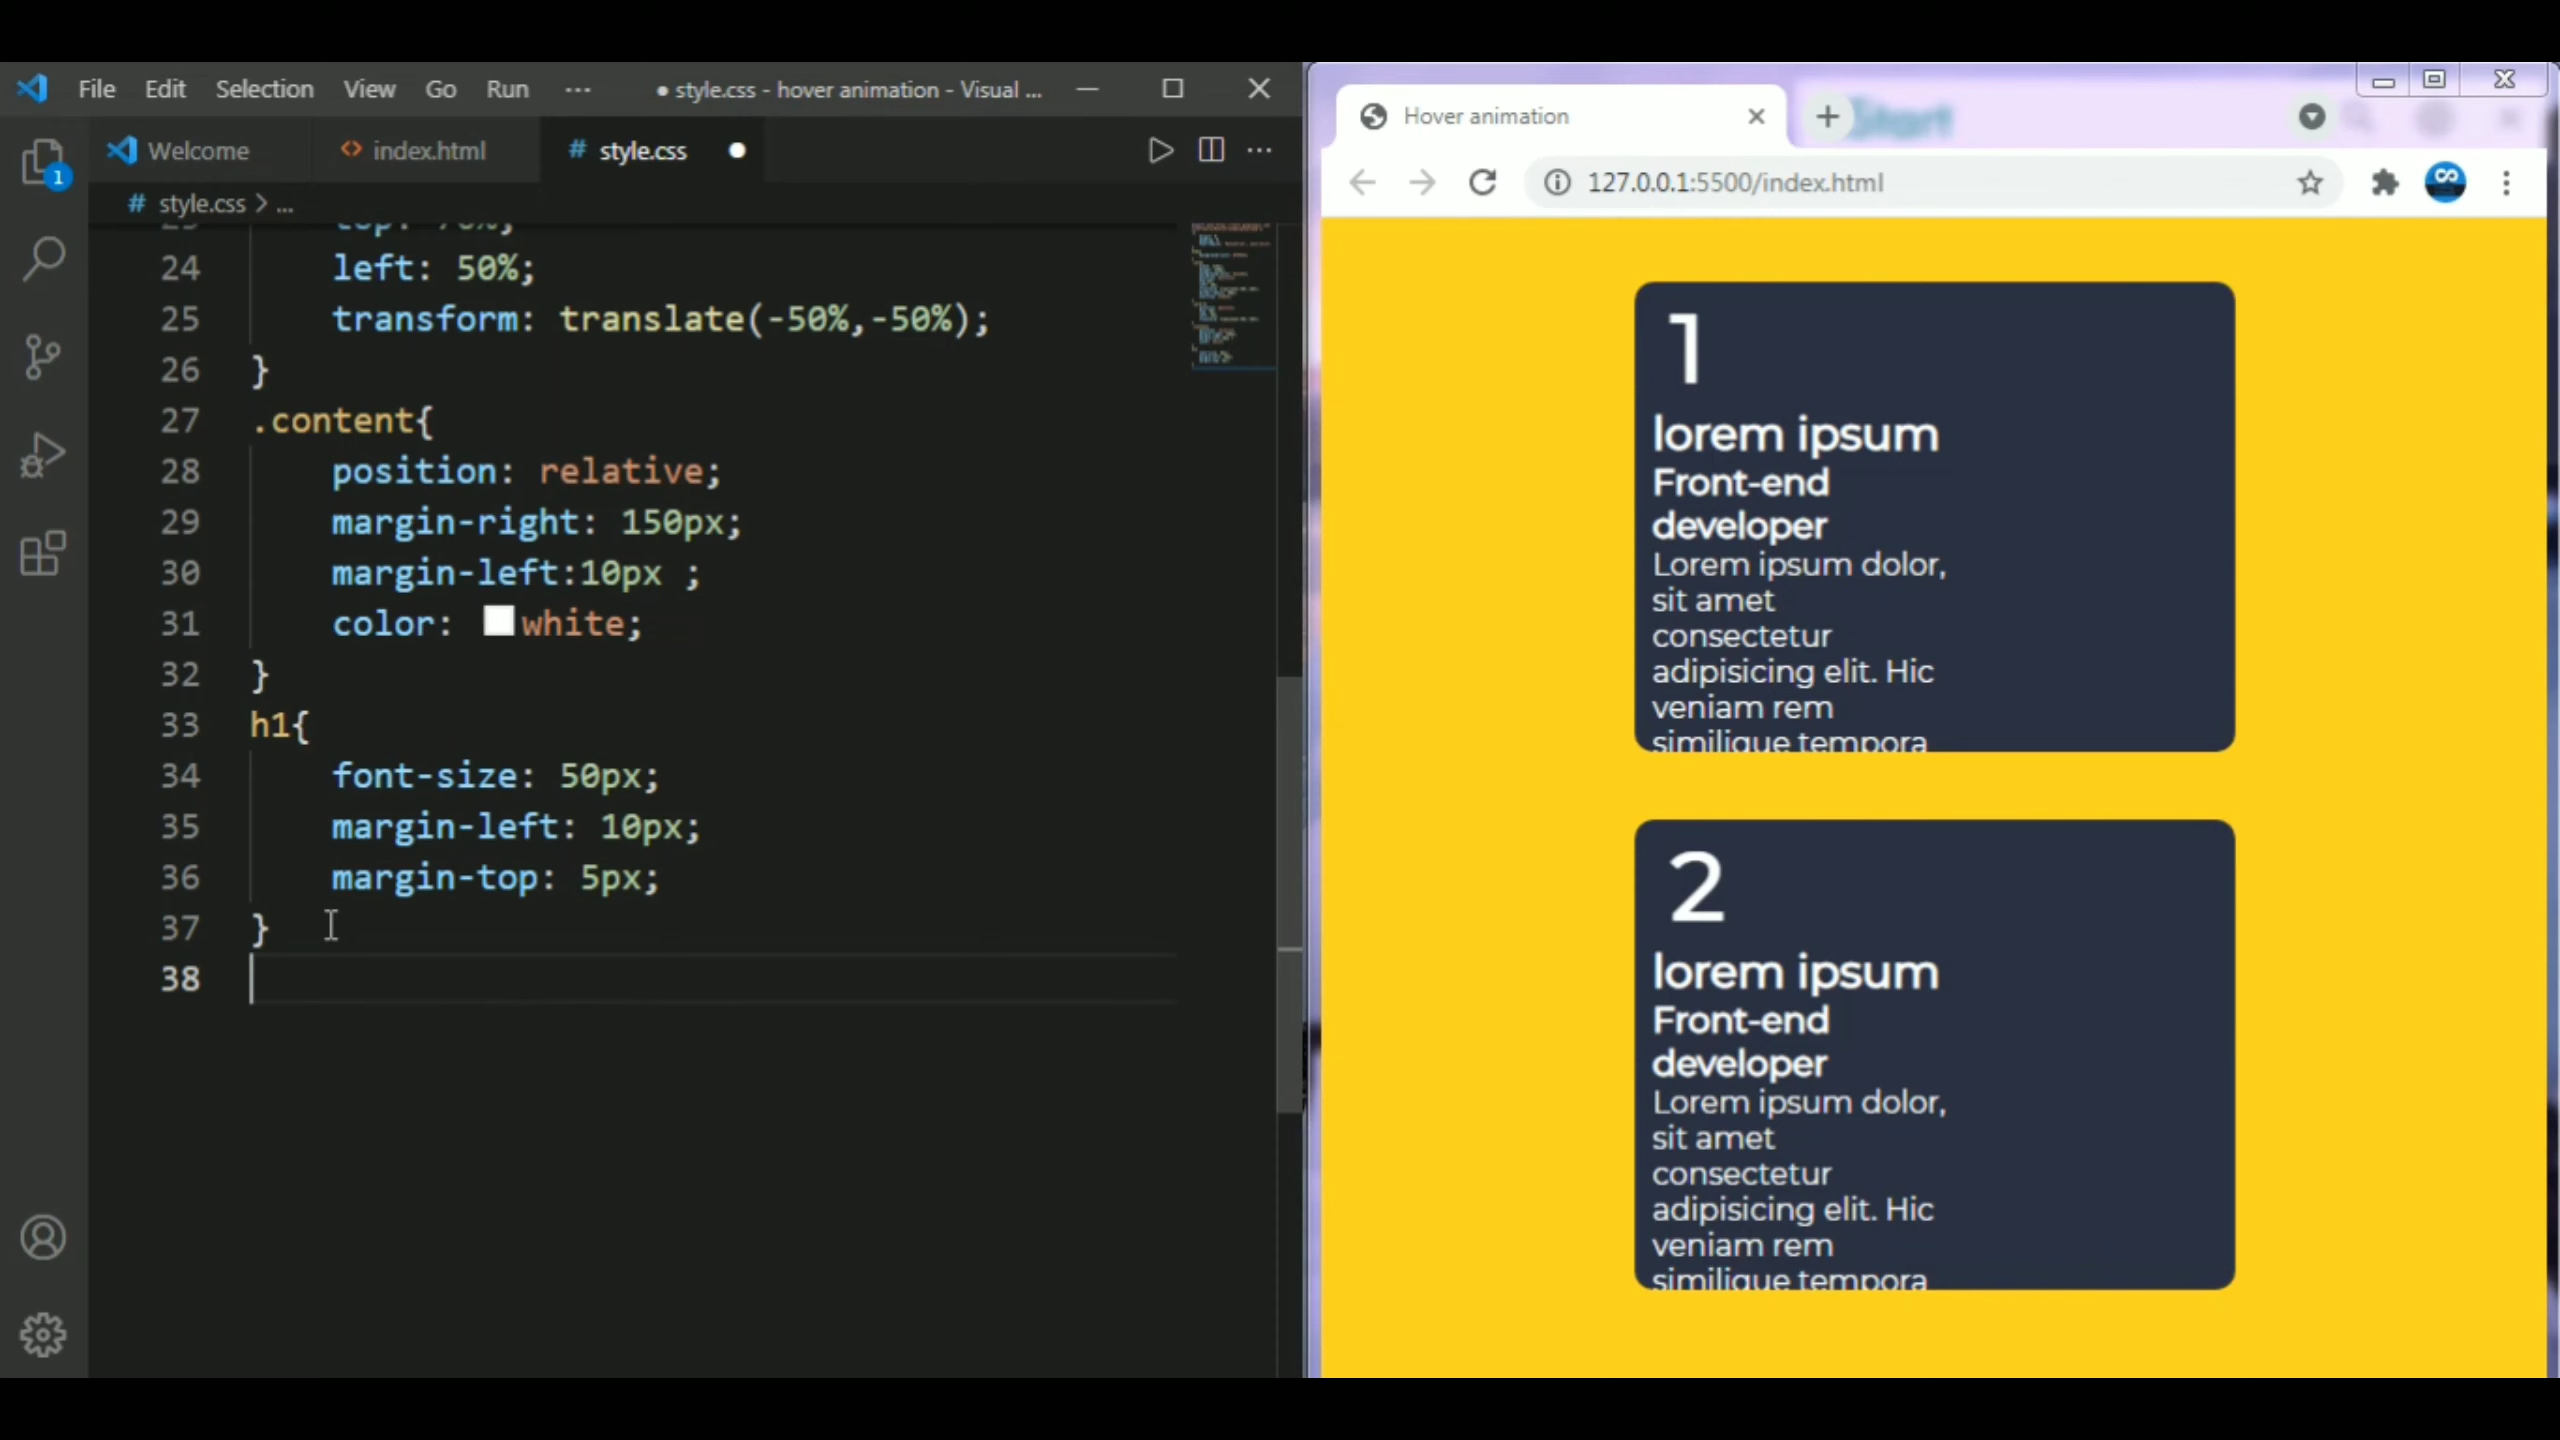 File Edit Selection View Go Run ··· ● style.css - hover animation - Visual ...
Welcome index.html # style.css
# style.css > ...
1
24 left: 50%;
25 transform: translate(-50%,-50%);
26 }
27 .content{
28 position: relative;
29 margin-right: 150px;
30 margin-left:10px ;
31 color: white;
32 }
33 h1{
34 font-size: 50px;
35 margin-left: 10px;
36 margin-top: 5px;
37 }
38
Start
Hover animation
127.0.0.1:5500/index.html
1
lorem ipsum
Front-end
developer
Lorem ipsum dolor,
sit amet
consectetur
adipisicing elit. Hic
veniam rem
similique tempora
2
lorem ipsum
Front-end
developer
Lorem ipsum dolor,
sit amet
consectetur
adipisicing elit. Hic
veniam rem
similique tempora